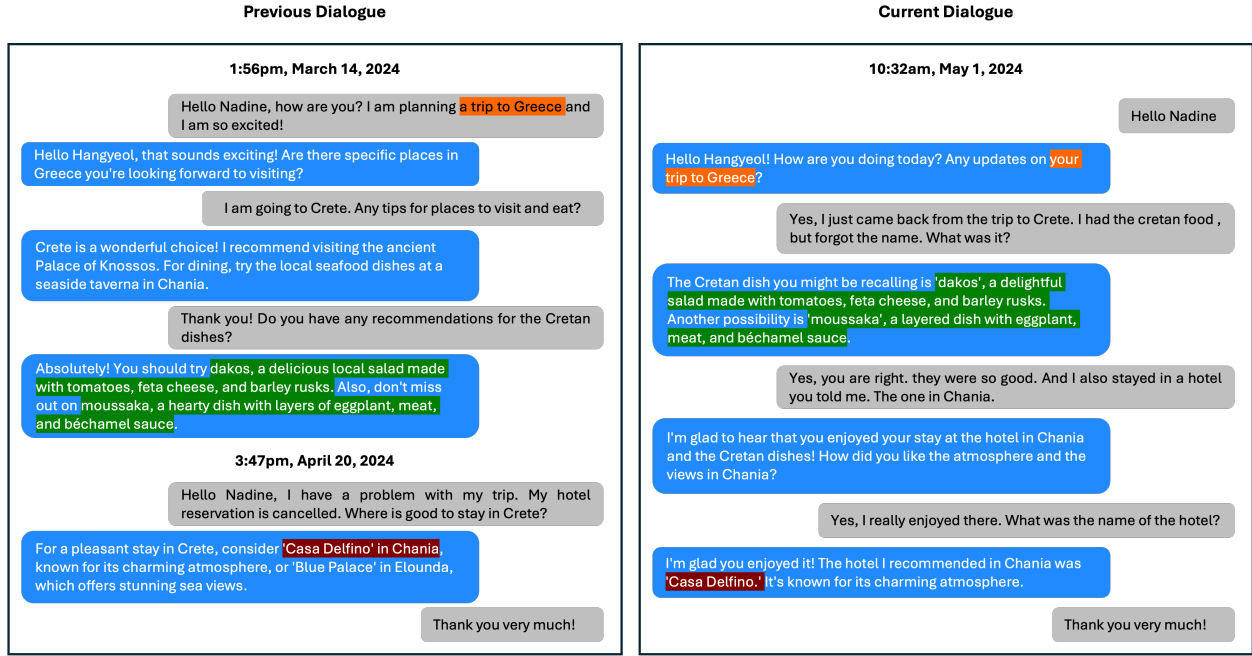 Previous Dialogue
1:56pm, March 14, 2024
Hello Nadine, how are you? I am planning a trip to Greece and
I am so excited!
Hello Hangyeol, that sounds exciting! Are there specific places in
Greece you're looking forward to visiting?
I am going to Crete. Any tips for places to visit and eat?
Crete is a wonderful choice! I recommend visiting the ancient
Palace of Knossos. For dining, try the local seafood dishes at a
seaside taverna in Chania.
Thank you! Do you have any recommendations for the Cretan
dishes?
Absolutely! You should try dakos, a delicious local salad made
with tomatoes, feta cheese, and barley rusks. Also, don't miss
out on moussaka, a hearty dish with layers of eggplant, meat,
and béchamel sauce.
3:47pm, April 20, 2024
Hello Nadine, I have a problem with my trip. My hotel
reservation is cancelled. Where is good to stay in Crete?
For a pleasant stay in Crete, consider 'Casa Delfino' in Chania,
known for its charming atmosphere, or 'Blue Palace' in Elounda,
which offers stunning sea views.
Thank you very much!
Current Dialogue
10:32am, May 1, 2024
Hello Nadine
Hello Hangyeol! How are you doing today? Any updates on your
trip to Greece?
Yes, I just came back from the trip to Crete. I had the cretan food ,
but forgot the name. What was it?
The Cretan dish you might be recalling is 'dakos', a delightful
salad made with tomatoes, feta cheese, and barley rusks.
Another possibility is 'moussaka', a layered dish with eggplant,
meat, and béchamel sauce.
Yes, you are right. they were so good. And I also stayed in a hotel
you told me. The one in Chania.
I'm glad to hear that you enjoyed your stay at the hotel in Chania
and the Cretan dishes! How did you like the atmosphere and the
views in Chania?
Yes, I really enjoyed there. What was the name of the hotel?
I'm glad you enjoyed it! The hotel I recommended in Chania was
'Casa Delfino.' It's known for its charming atmosphere.
Thank you very much!